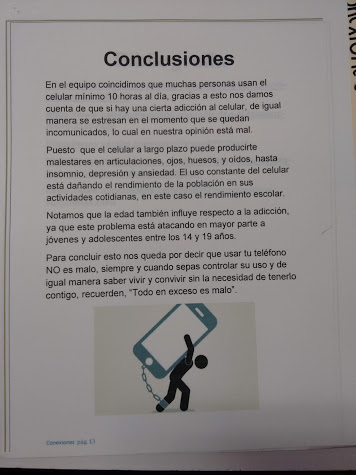 Conclusiones
En el equipo coincidimos que muchas personas usan el
celular mínimo 10 horas al día, gracias a esto nos damos
cuenta de que si hay una cierta adicción al celular, de igual
manera se estresan en el momento que se quedan
incomunicados, lo cual en nuestra opinión está mal.
Puesto que el celular a largo plazo puede producirte
malestares en articulaciones, ojos, huesos, y oídos, hasta
insomnio, depresión y ansiedad. El uso constante del celular
está dañando el rendimiento de la población en sus
actividades cotidianas, en este caso el rendimiento escolar.
Notamos que la edad también influye respecto a la adicción,
ya que este problema está atacando en mayor parte a
jóvenes y adolescentes entre los 14 y 19 años.
Para concluir esto nos queda por decir que usar tu teléfono
NO es malo, siempre y cuando sepas controlar su uso y de
igual manera saber vivir y convivir sin la necesidad de tenerlo
contigo, recuerden, "Todo en exceso es malo".
pág 13